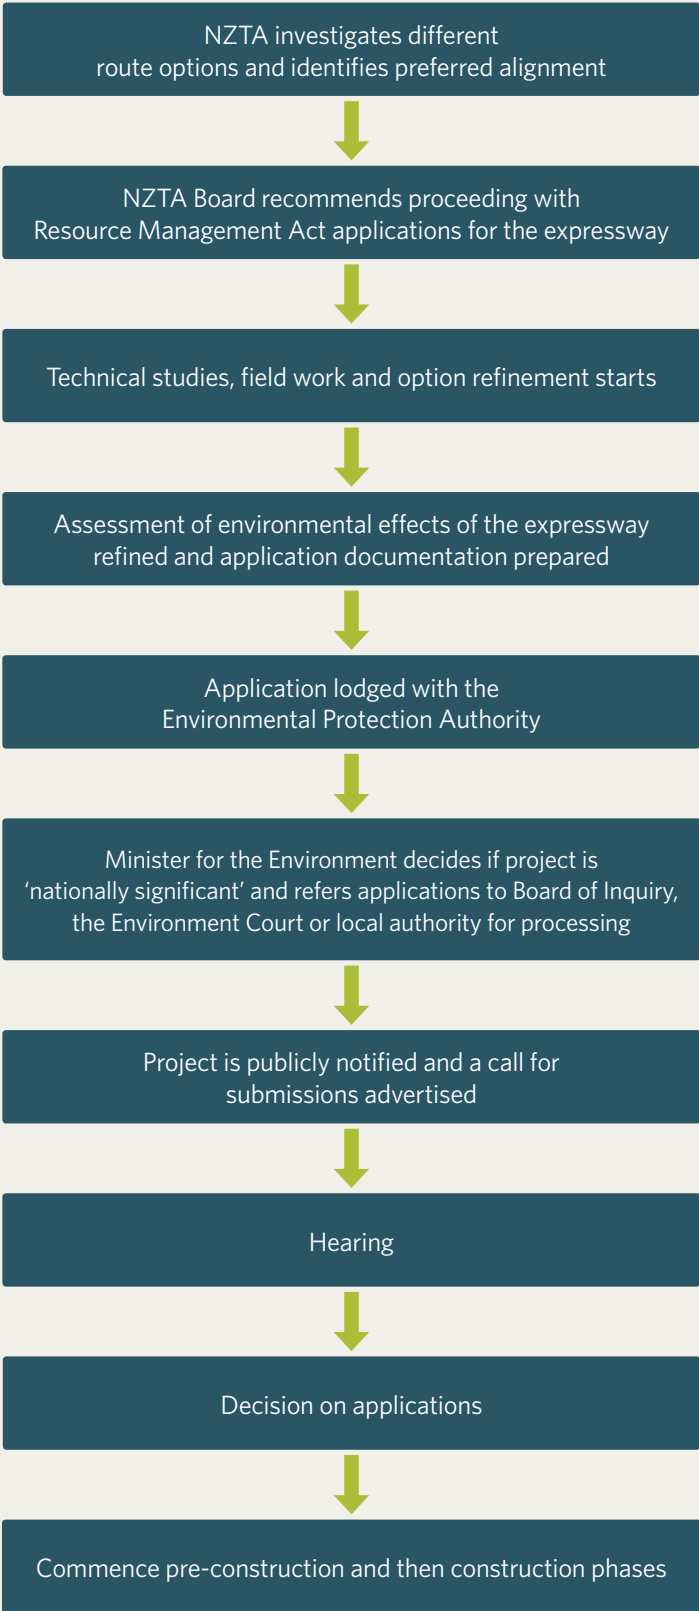 NZTA investigates different
route options and identifies preferred alignment
NZTA Board recommends proceeding with
Resource Management Act applications for the expressway
Technical studies, field work and option refinement starts
Assessment of environmental effects of the expressway
refined and application documentation prepared
Application lodged with the
Environmental Protection Authority
Minister for the Environment decides if project is
‘nationally significant’ and refers applications to Board of Inquiry,
the Environment Court or local authority for processing
Project is publicly notified and a call for
submissions advertised
Hearing
Decision on applications
Commence pre-construction and then construction phases